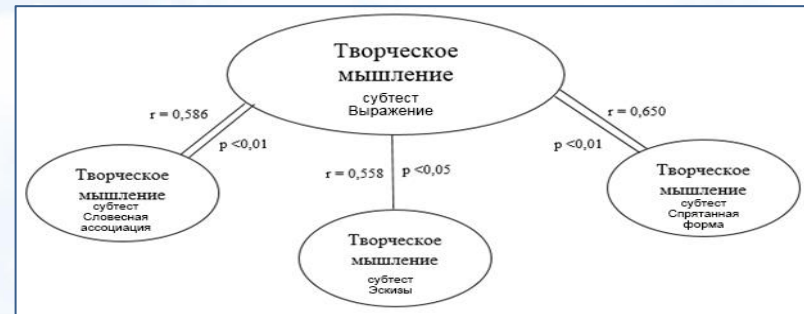 Творческое
мышление
субтест
Выражение
r = 0,586
p <0,01
r = 0,558
p <0,05
r = 0,650
p <0,01
Творческое
мышление
субтест
Словесная
ассоциация
Творческое
мышление
субтест
Эскизы
Творческое
мышление
субтест
Спрятанная
форма